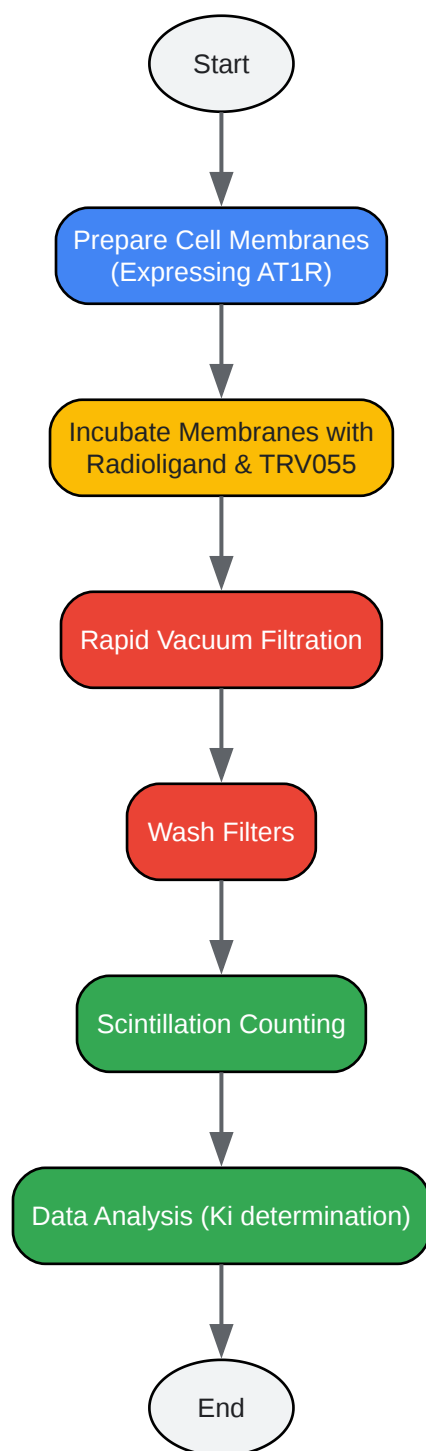 Start
Prepare Cell Membranes
(Expressing AT1R)
Incubate Membranes with
Radioligand & TRV055
Rapid Vacuum Filtration
Wash Filters
Scintillation Counting
Data Analysis (Ki determination)
End